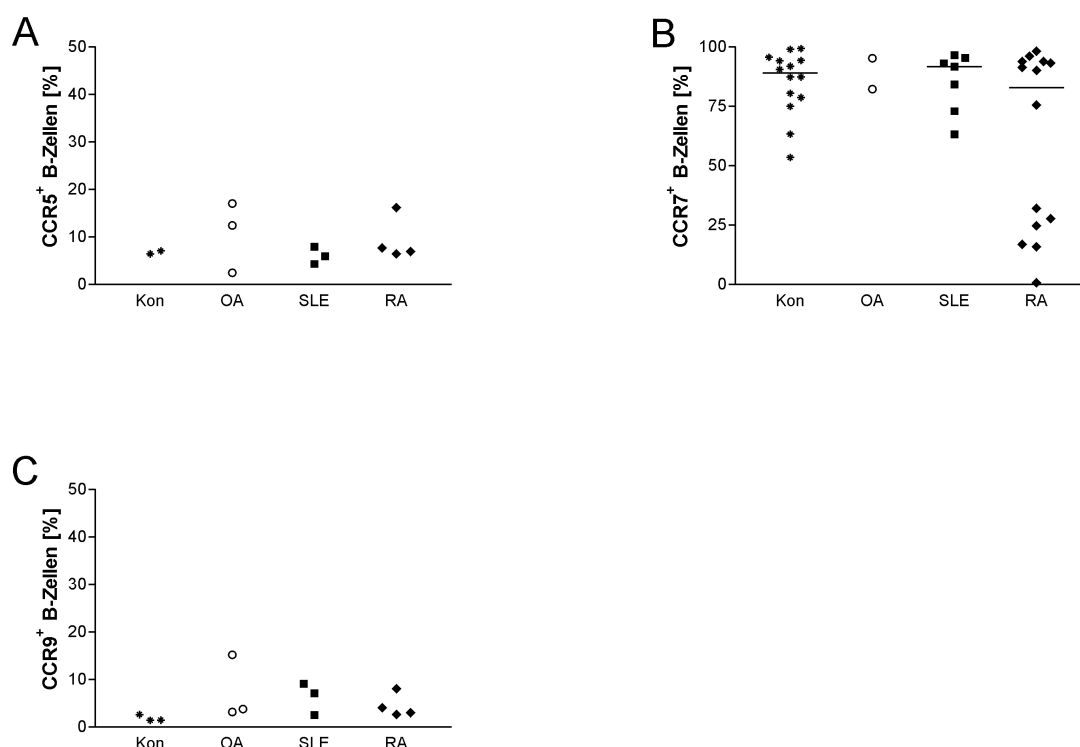 A
CCR5+ B-Zellen [%]
50
40
30
20
10
0
Kon OA SLE RA
B
CCR7+ B-Zellen [%]
100
75
50
25
0
Kon OA SLE RA
C
CCR9+ B-Zellen [%]
50
40
30
20
10
0
Kon OA SLE RA